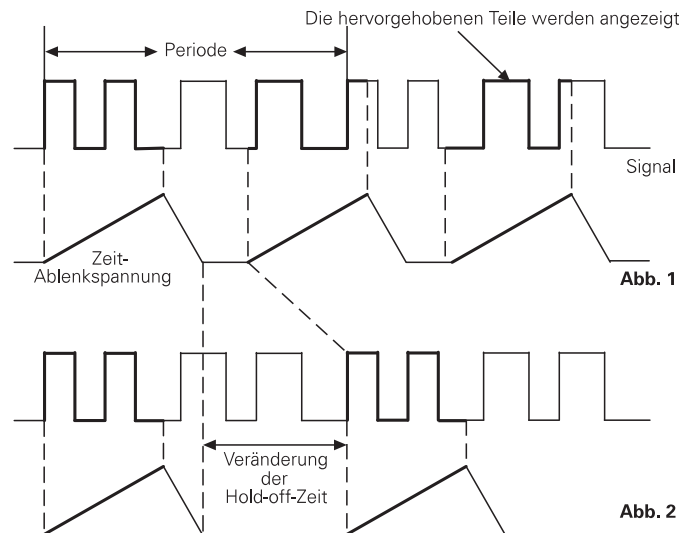 Die hervorgehobenen Teile werden angezeigt
Periode
Signal
Zeit-
Ablenkspannung
Abb. 1
Veränderung
der
Hold-off-Zeit
Abb. 2